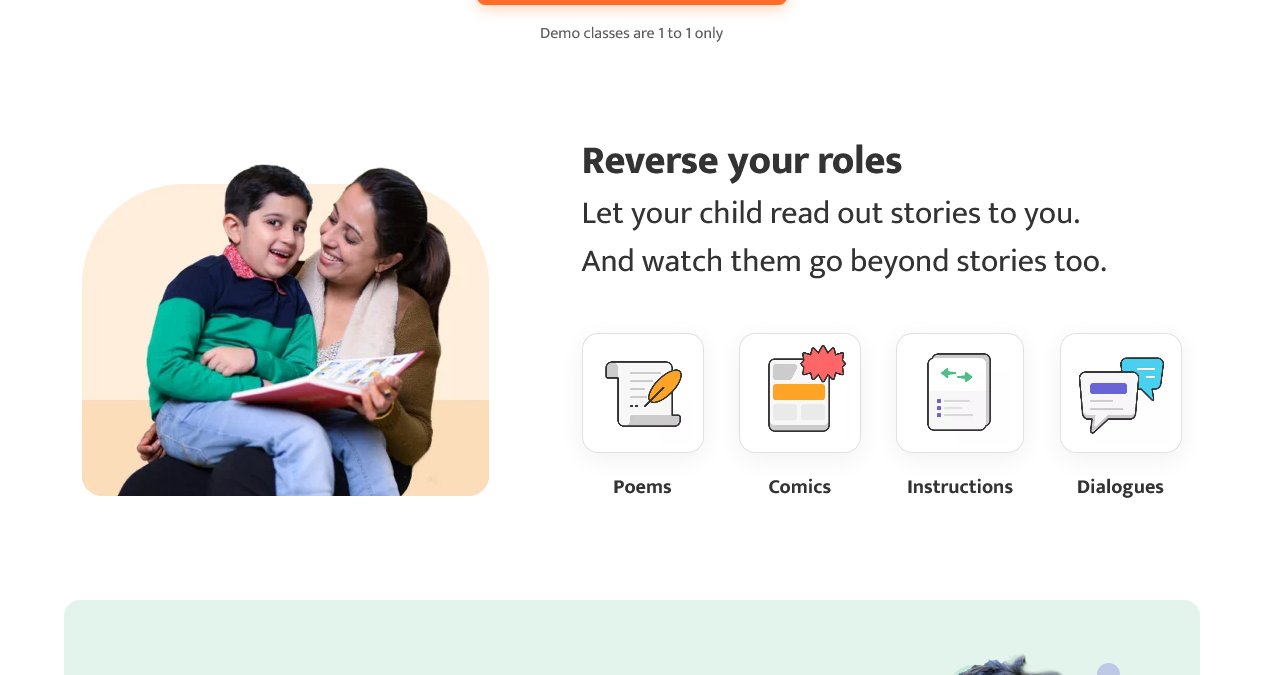 Demo classes are 1 to 1 only
Reverse your roles
Let your child read out stories to you.
And watch them go beyond stories too.
Poems
Comics
Instructions
Dialogues